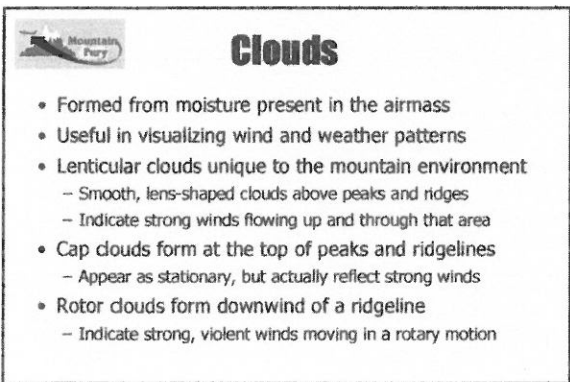 Mountain
Fury
Clouds
• Formed from moisture present in the airmass
• Useful in visualizing wind and weather patterns
• Lenticular clouds unique to the mountain environment
– Smooth, lens-shaped clouds above peaks and ridges
– Indicate strong winds flowing up and through that area
• Cap clouds form at the top of peaks and ridgelines
– Appear as stationary, but actually reflect strong winds
• Rotor clouds form downwind of a ridgeline
– Indicate strong, violent winds moving in a rotary motion